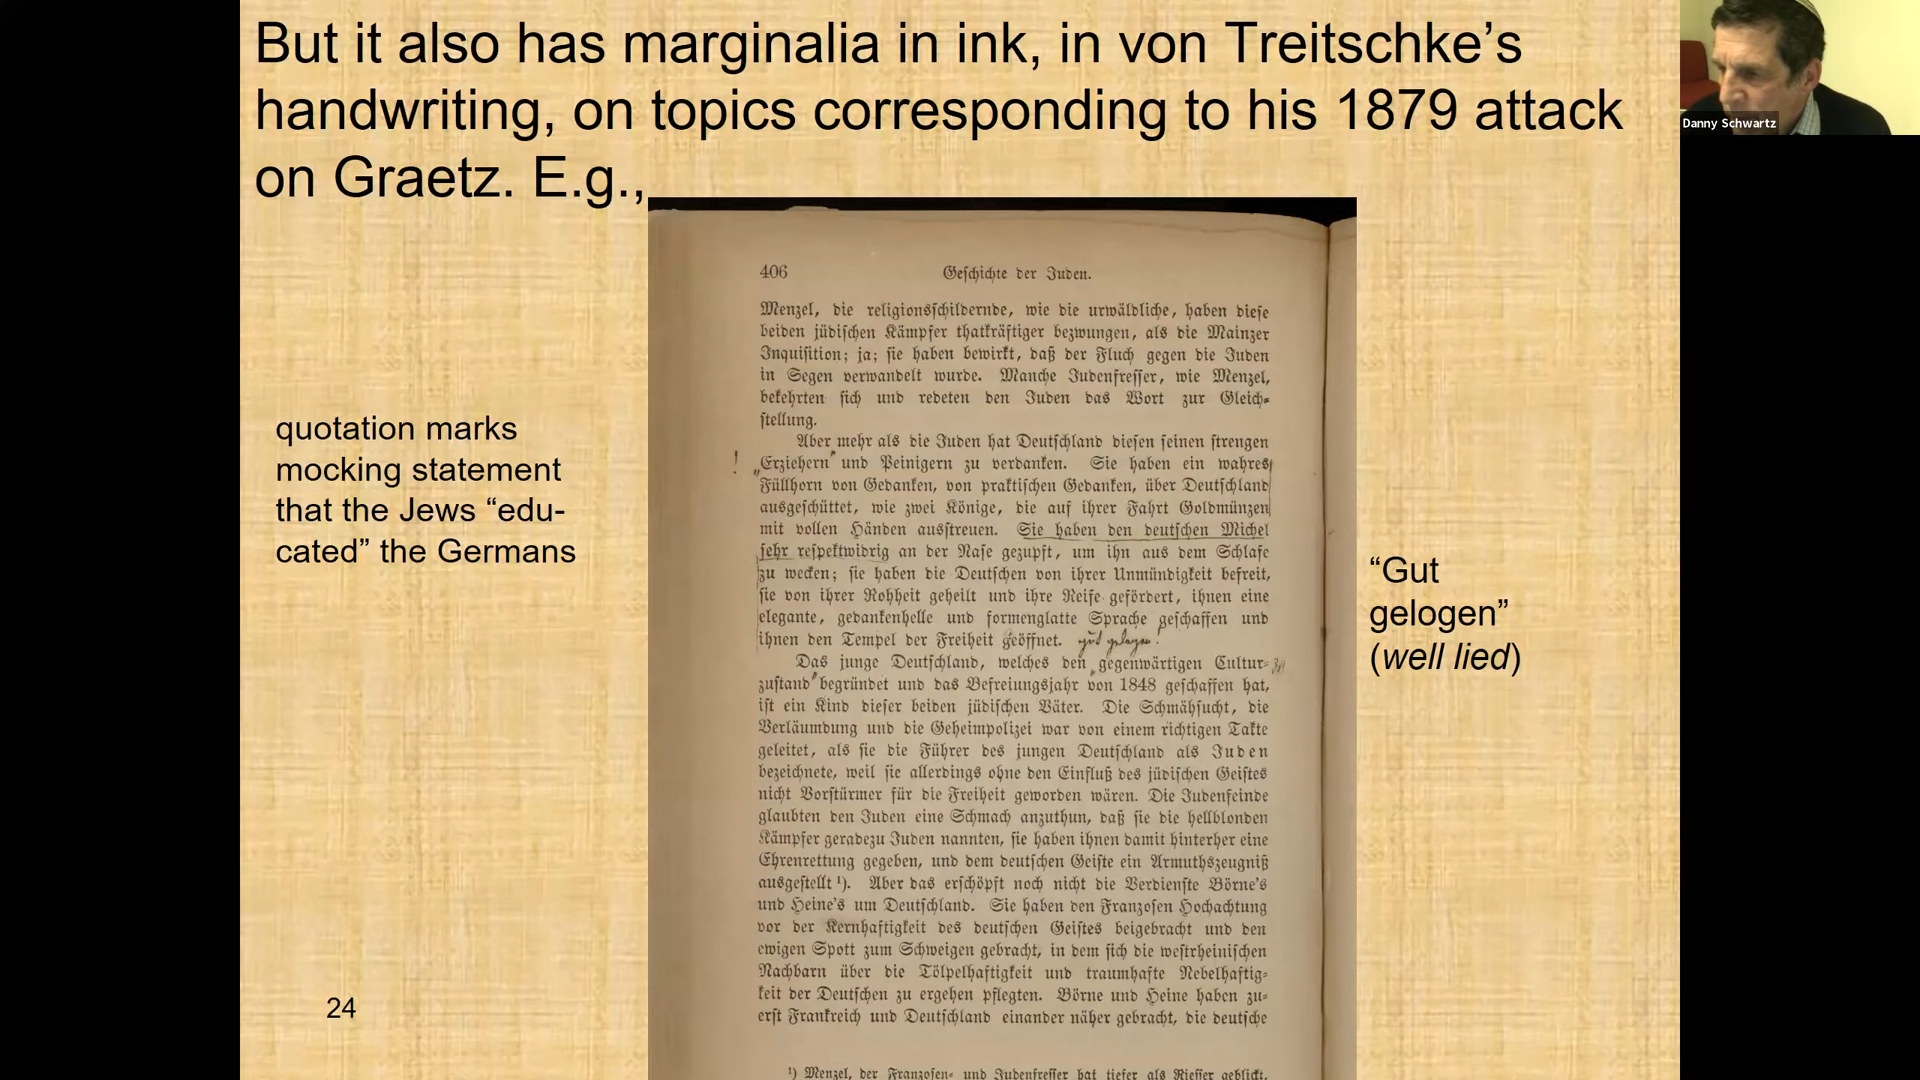 But it also has marginalia in ink, in von Treitschke’s
handwriting, on topics corresponding to his 1879 attack
on Graetz. E.g.,
Danny Schwartz
quotation marks
mocking statement
that the Jews “edu-
cated” the Germans
406 Geſchichte der Juden.
Menzel, die religionsſchildernde, wie die urwäldliche, haben dieſe
beiden jüdiſchen Kämpfer thatkräftiger bezwungen, als die Mainzer
Inquiſition; ja; ſie haben bewirkt, daß der Fluch gegen die Juden
in Segen verwandelt wurde. Manche Judenfreſſer, wie Menzel,
bekehrten ſich und redeten den Juden das Wort zur Gleich-
ſtellung.
Aber mehr als die Juden hat Deutſchland dieſen ſeinen ſtrengen
! „Erziehern” und Peinigern zu verdanken. Sie haben ein wahres
Füllhorn von Gedanken, von praktiſchen Gedanken, über Deutſchland
ausgeſchüttet, wie zwei Könige, die auf ihrer Fahrt Goldmünzen
mit vollen Händen ausſtreuen. Sie haben den deutſchen Michel
ſehr reſpektwidrig an der Naſe gezupft, um ihn aus dem Schlafe
zu wecken; ſie haben die Deutſchen von ihrer Unmündigkeit befreit,
ſie von ihrer Rohheit geheilt und ihre Reife gefördert, ihnen eine
elegante, gedankenhelle und formenglatte Sprache geſchaffen und
ihnen den Tempel der Freiheit geöffnet. gut gelogen!
Das junge Deutſchland, welches den „gegenwärtigen Cultur-
zuſtand” begründet und das Befreiungsjahr von 1848 geſchaffen hat,
iſt ein Kind dieſer beiden jüdiſchen Väter. Die Schmähſucht, die
Verläumdung und die Geheimpolizei war von einem richtigen Takte
geleitet, als ſie die Führer des jungen Deutſchland als Juden
bezeichnete, weil ſie allerdings ohne den Einfluß des jüdiſchen Geiſtes
nicht Vorſtürmer für die Freiheit geworden wären. Die Judenfeinde
glaubten den Juden eine Schmach anzuthun, daß ſie die hellblonden
Kämpfer geradezu Juden nannten, ſie haben ihnen damit hinterher eine
Ehrenrettung gegeben, und dem deutſchen Geiſte ein Armuthszeugniß
ausgeſtellt ¹). Aber das erſchöpft noch nicht die Verdienſte Börne’s
und Heine’s um Deutſchland. Sie haben den Franzoſen Hochachtung
vor der Kernhaftigkeit des deutſchen Geiſtes beigebracht und den
ewigen Spott zum Schweigen gebracht, in dem ſich die weſtrheiniſchen
Nachbarn über die Tölpelhaftigkeit und traumhafte Nebelhaftig-
keit der Deutſchen zu ergehen pflegten. Börne und Heine haben zu-
erſt Frankreich und Deutſchland einander näher gebracht, die deutſche
¹) Menzel, der Franzoſen- und Judenfreſſer hat tiefer als Rieſſer geblickt.
“Gut
gelogen”
(well lied)
24